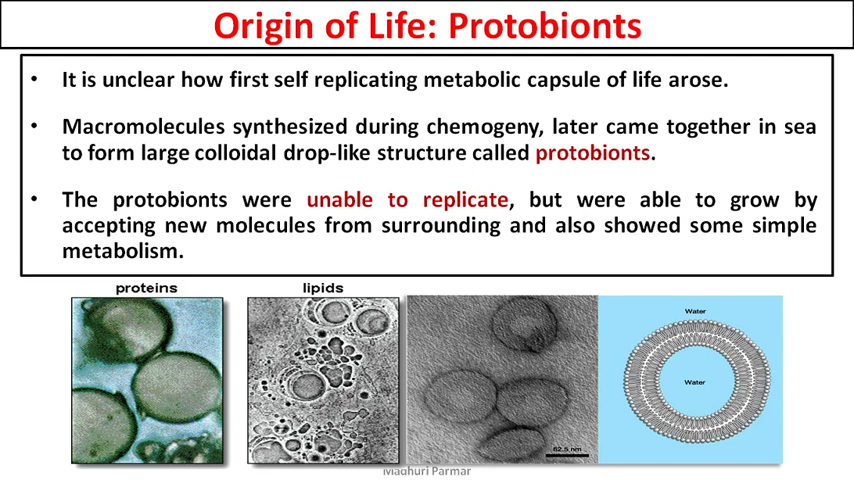 Origin of Life: Protobionts
• It is unclear how first self replicating metabolic capsule of life arose.
• Macromolecules synthesized during chemogeny, later came together in sea
to form large colloidal drop-like structure called protobionts.
• The protobionts were unable to replicate, but were able to grow by
accepting new molecules from surrounding and also showed some simple
metabolism.
proteins
lipids
Water
Water
62.5 nm
Madhuri Parmar